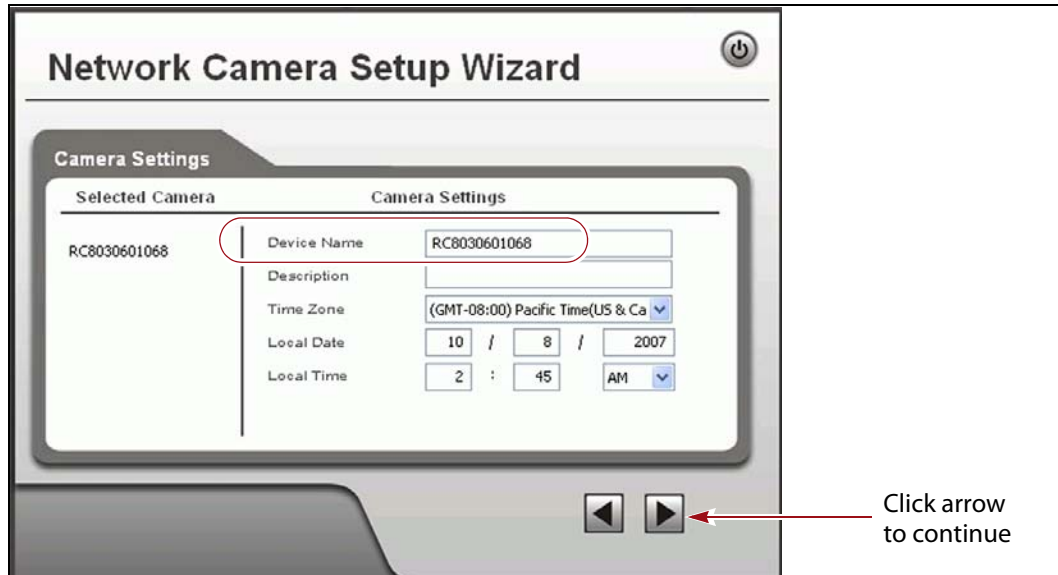 Network Camera Setup Wizard
Camera Settings
Selected Camera Camera Settings
RC8030601068
Device Name RC8030601068
Description
Time Zone (GMT-08:00) Pacific Time(US & Ca
Local Date 10 / 8 / 2007
Local Time 2 : 45 AM
Click arrow
to continue